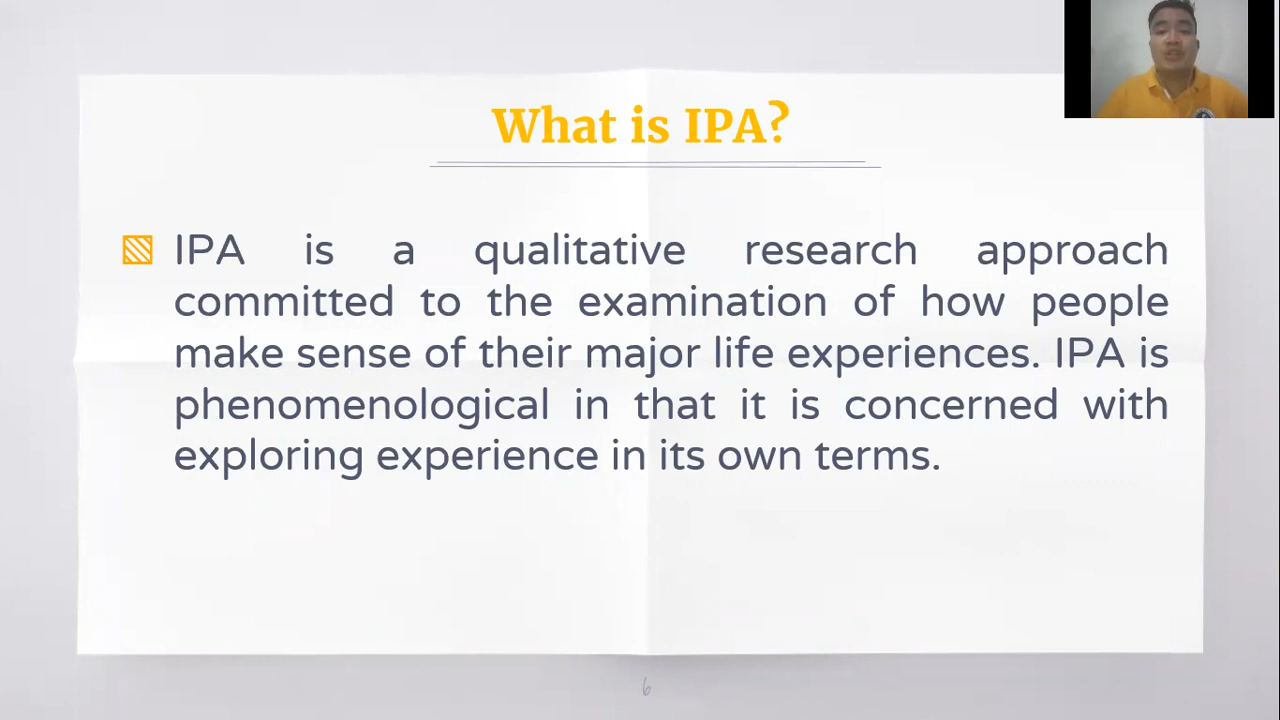 What is IPA?
IPA is a qualitative research approach
committed to the examination of how people
make sense of their major life experiences. IPA is
phenomenological in that it is concerned with
exploring experience in its own terms.
6